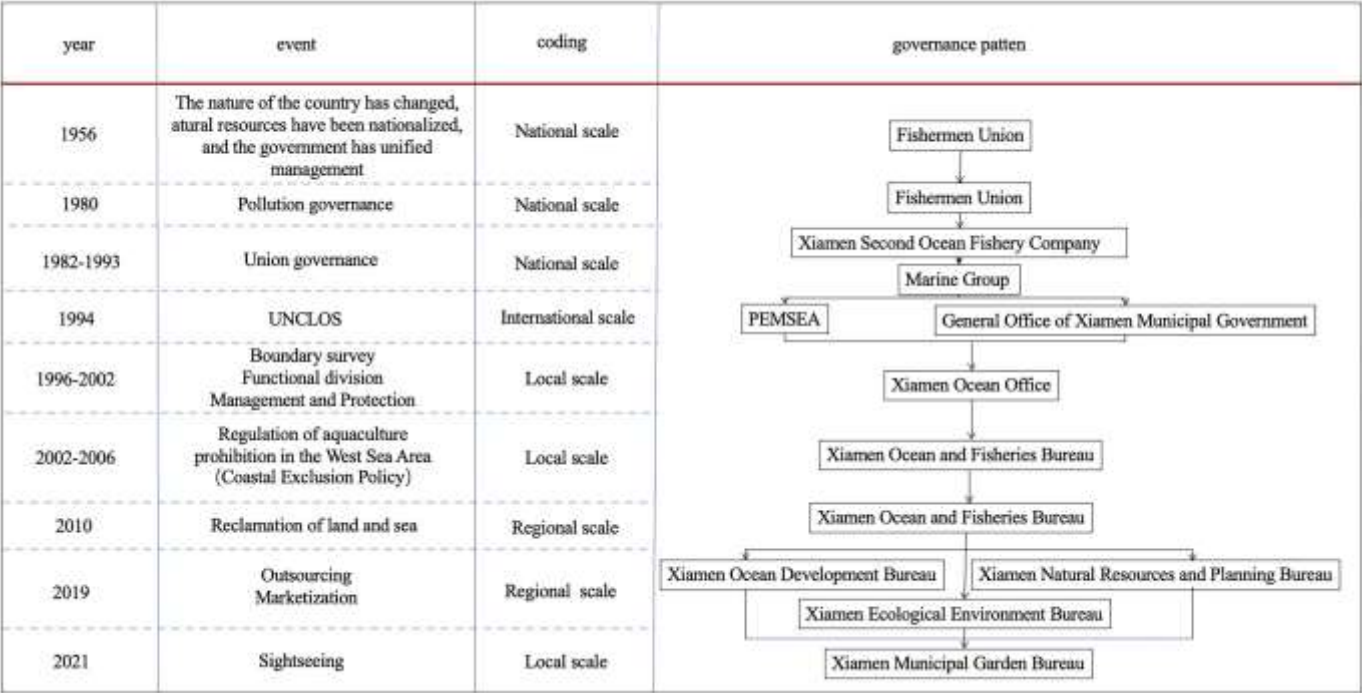 year event coding governance patten
1956
The nature of the country has changed,
atural resources have been nationalized,
and the government has unified
management
National scale
Fishermen Union
1980
Pollution governance
National scale
Fishermen Union
1982-1993
Union governance
National scale
Xiamen Second Ocean Fishery Company
Marine Group
1994
UNCLOS
International scale
PEMSEA
General Office of Xiamen Municipal Government
1996-2002
Boundary survey
Functional division
Management and Protection
Local scale
Xiamen Ocean Office
2002-2006
Regulation of aquaculture
prohibition in the West Sea Area
(Coastal Exclusion Policy)
Local scale
Xiamen Ocean and Fisheries Bureau
2010
Reclamation of land and sea
Regional scale
Xiamen Ocean and Fisheries Bureau
2019
Outsourcing
Marketization
Regional scale
Xiamen Ocean Development Bureau
Xiamen Natural Resources and Planning Bureau
Xiamen Ecological Environment Bureau
2021
Sightseeing
Local scale
Xiamen Municipal Garden Bureau